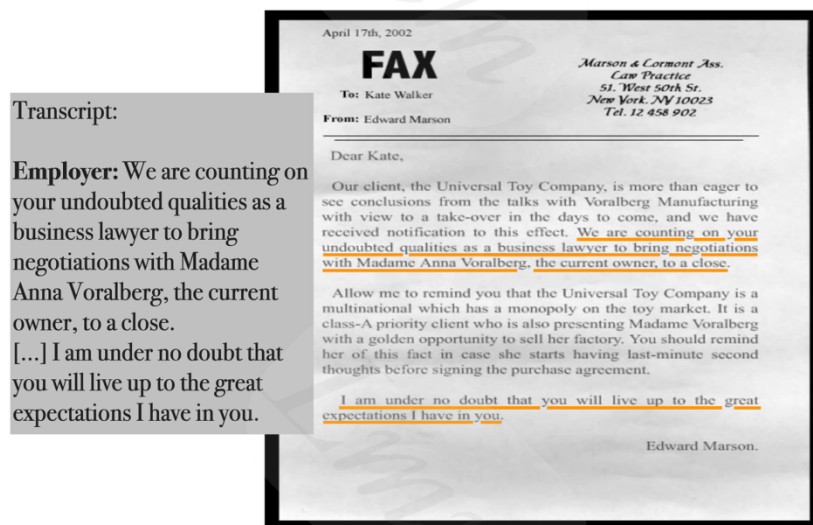 Transcript:
Employer: We are counting on
your undoubted qualities as a
business lawyer to bring
negotiations with Madame
Anna Voralberg, the current
owner, to a close.
[...] I am under no doubt that
you will live up to the great
expectations I have in you.
April 17th, 2002
FAX
To: Kate Walker
From: Edward Marson
Marson & Cormont Ass.
Law Practice
51. West 50th St.
New York. NY 10023
Tel. 12 458 902
Dear Kate,
Our client, the Universal Toy Company, is more than eager to
see conclusions from the talks with Voralberg Manufacturing
with view to a take-over in the days to come, and we have
received notification to this effect. We are counting on your
undoubted qualities as a business lawyer to bring negotiations
with Madame Anna Voralberg, the current owner, to a close.
Allow me to remind you that the Universal Toy Company is a
multinational which has a monopoly on the toy market. It is a
class-A priority client who is also presenting Madame Voralberg
with a golden opportunity to sell her factory. You should remind
her of this fact in case she starts having last-minute second
thoughts before signing the purchase agreement.
I am under no doubt that you will live up to the great
expectations I have in you.
Edward Marson.